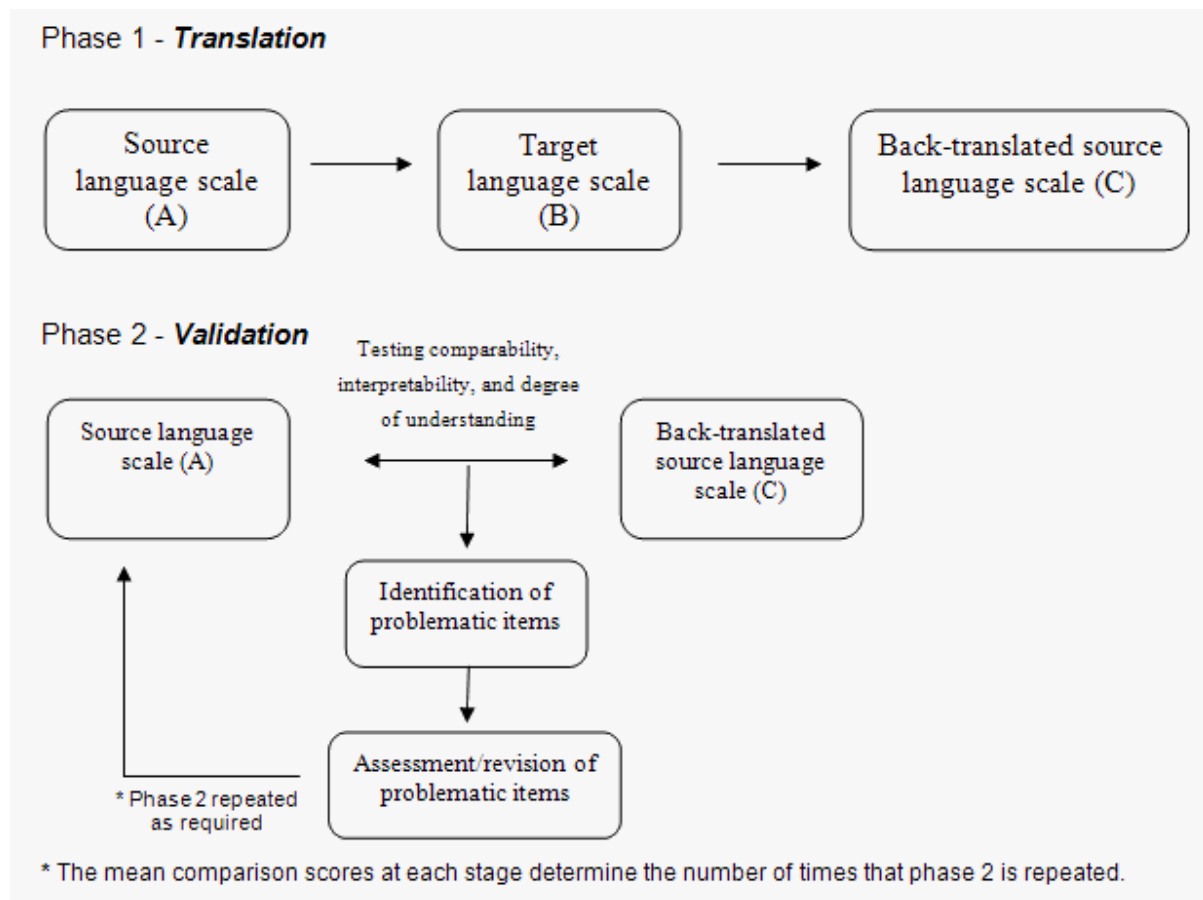 Phase 1 - Translation
Source
language scale
(A)
Target
language scale
(B)
Back-translated source
language scale (C)
Phase 2 - Validation
Testing comparability,
interpretability, and degree
of understanding
Source language
scale (A)
Back-translated
source language
scale (C)
Identification of
problematic items
Assessment/revision of
problematic items
* Phase 2 repeated
as required
* The mean comparison scores at each stage determine the number of times that phase 2 is repeated.